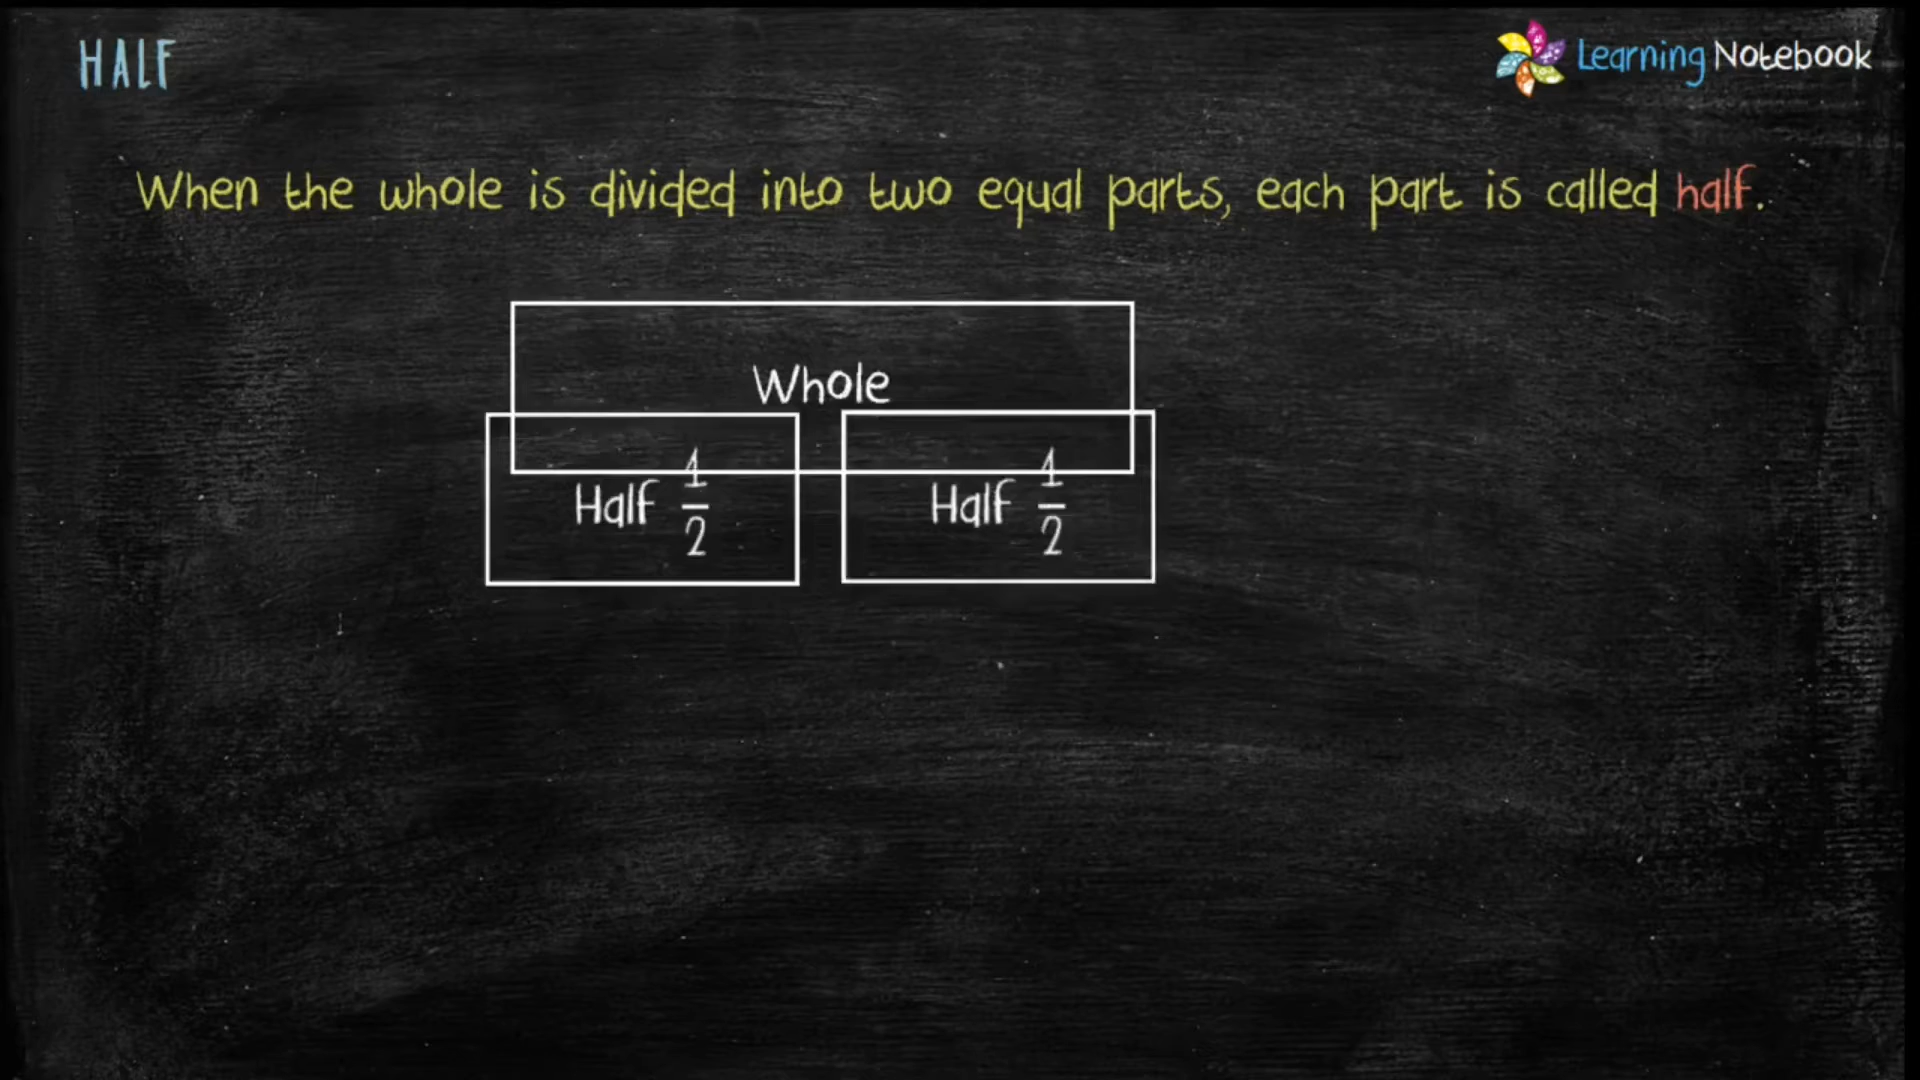 HALF
Learning Notebook
When the whole is divided into two equal parts, each part is called half.
Whole
Half 1/2
Half 1/2